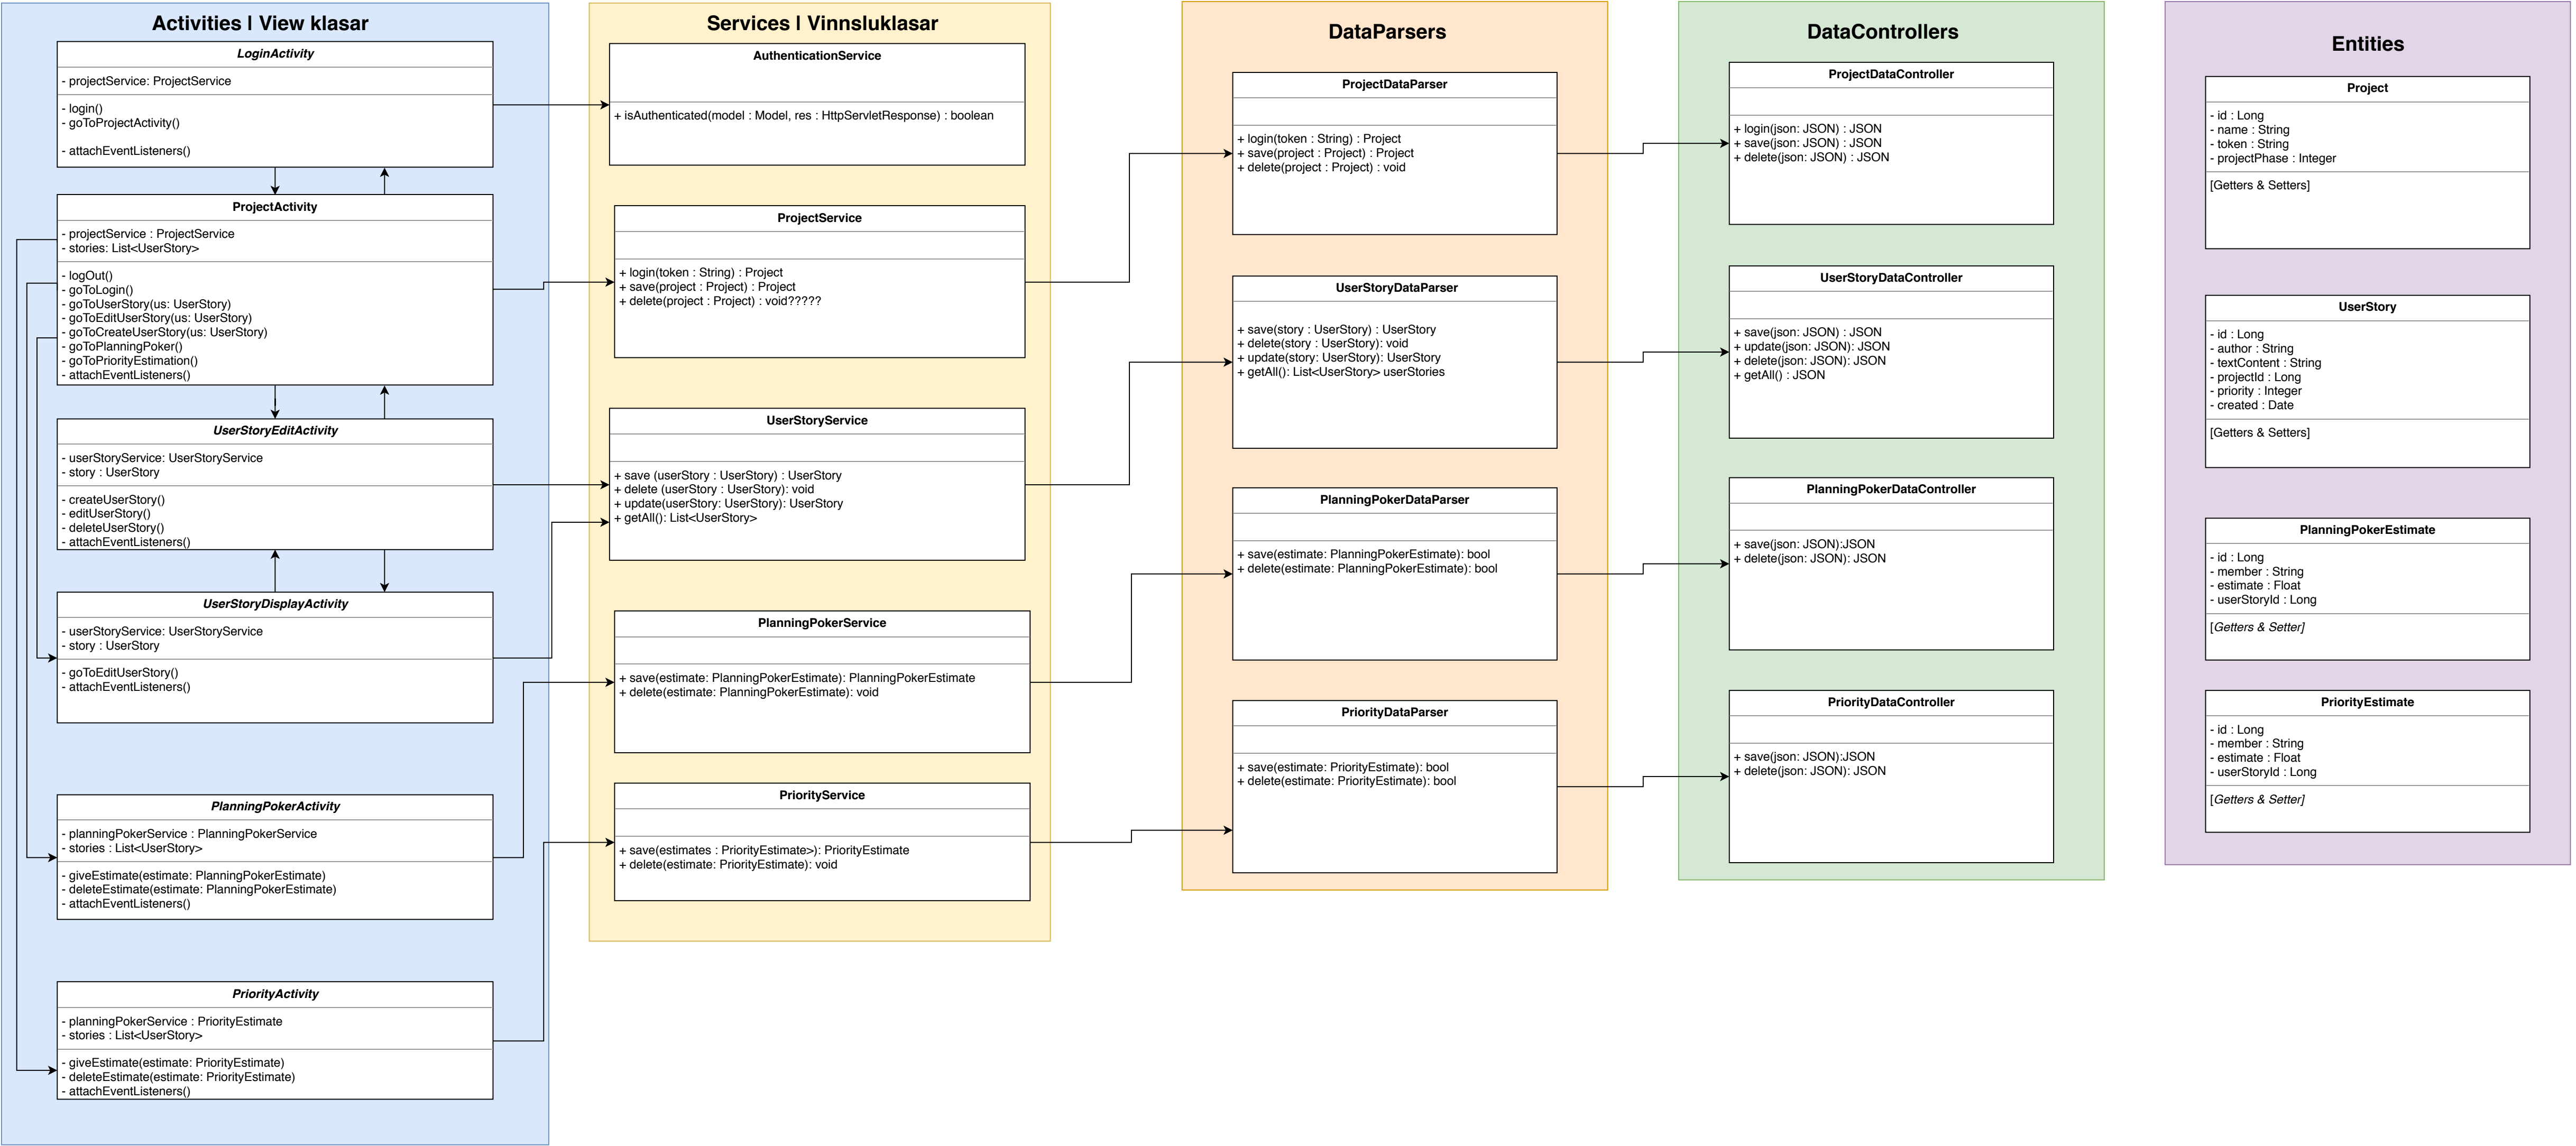 Activities | View klasar
LoginActivity
- projectService: ProjectService
- login()
- goToProjectActivity()
- attachEventListeners()
ProjectActivity
- projectService : ProjectService
- stories: List<UserStory>
- logOut()
- goToLogin()
- goToUserStory(us: UserStory)
- goToEditUserStory(us: UserStory)
- goToCreateUserStory(us: UserStory)
- goToPlanningPoker()
- goToPriorityEstimation()
- attachEventListeners()
UserStoryEditActivity
- userStoryService: UserStoryService
- story : UserStory
- createUserStory()
- editUserStory()
- deleteUserStory()
- attachEventListeners()
UserStoryDisplayActivity
- userStoryService: UserStoryService
- story : UserStory
- goToEditUserStory()
- attachEventListeners()
PlanningPokerActivity
- planningPokerService : PlanningPokerService
- stories : List<UserStory>
- giveEstimate(estimate: PlanningPokerEstimate)
- deleteEstimate(estimate: PlanningPokerEstimate)
- attachEventListeners()
PriorityActivity
- planningPokerService : PriorityEstimate
- stories : List<UserStory>
- giveEstimate(estimate: PriorityEstimate)
- deleteEstimate(estimate: PriorityEstimate)
- attachEventListeners()
Services | Vinnsluklasar
AuthenticationService
+ isAuthenticated(model : Model, res : HttpServletResponse) : boolean
ProjectService
+ login(token : String) : Project
+ save(project : Project) : Project
+ delete(project : Project) : void?????
UserStoryService
+ save (userStory : UserStory) : UserStory
+ delete (userStory : UserStory): void
+ update(userStory: UserStory): UserStory
+ getAll(): List<UserStory>
PlanningPokerService
+ save(estimate: PlanningPokerEstimate): PlanningPokerEstimate
+ delete(estimate: PlanningPokerEstimate): void
PriorityService
+ save(estimates : PriorityEstimate>): PriorityEstimate
+ delete(estimate: PriorityEstimate): void
DataParsers
ProjectDataParser
+ login(token : String) : Project
+ save(project : Project) : Project
+ delete(project : Project) : void
UserStoryDataParser
+ save(story : UserStory) : UserStory
+ delete(story : UserStory): void
+ update(story: UserStory): UserStory
+ getAll(): List<UserStory> userStories
PlanningPokerDataParser
+ save(estimate: PlanningPokerEstimate): bool
+ delete(estimate: PlanningPokerEstimate): bool
PriorityDataParser
+ save(estimate: PriorityEstimate): bool
+ delete(estimate: PriorityEstimate): bool
DataControllers
ProjectDataController
+ login(json: JSON) : JSON
+ save(json: JSON) : JSON
+ delete(json: JSON) : JSON
UserStoryDataController
+ save(json: JSON) : JSON
+ update(json: JSON): JSON
+ delete(json: JSON): JSON
+ getAll() : JSON
PlanningPokerDataController
+ save(json: JSON):JSON
+ delete(json: JSON): JSON
PriorityDataController
+ save(json: JSON):JSON
+ delete(json: JSON): JSON
Entities
Project
- id : Long
- name : String
- token : String
- projectPhase : Integer
[Getters & Setters]
UserStory
- id : Long
- author : String
- textContent : String
- projectId : Long
- priority : Integer
- created : Date
[Getters & Setters]
PlanningPokerEstimate
- id : Long
- member : String
- estimate : Float
- userStoryId : Long
[Getters & Setter]
PriorityEstimate
- id : Long
- member : String
- estimate : Float
- userStoryId : Long
[Getters & Setter]